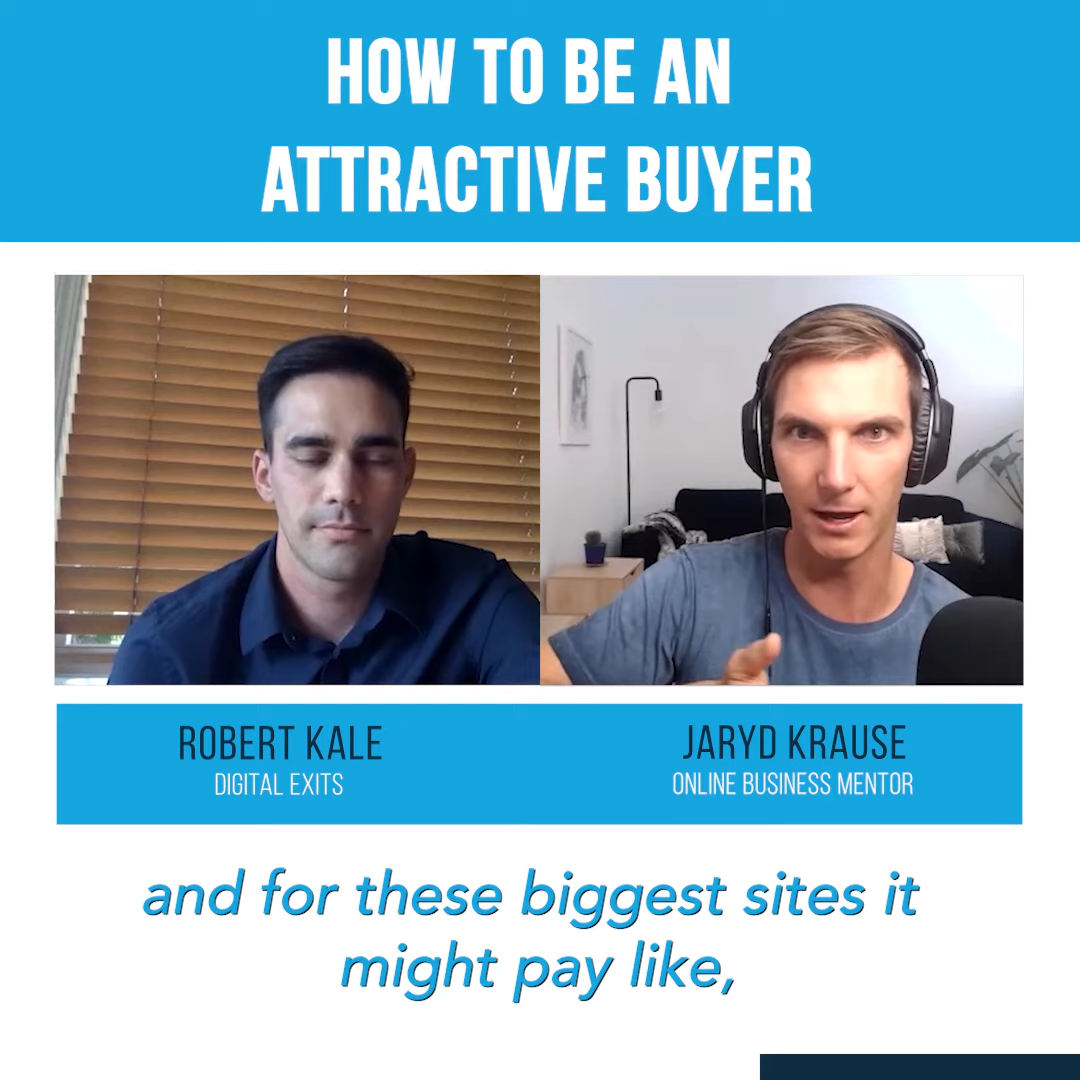 HOW TO BE AN
ATTRACTIVE BUYER
ROBERT KALE
DIGITAL EXITS
JARYD KRAUSE
ONLINE BUSINESS MENTOR
and for these biggest sites it
might pay like,